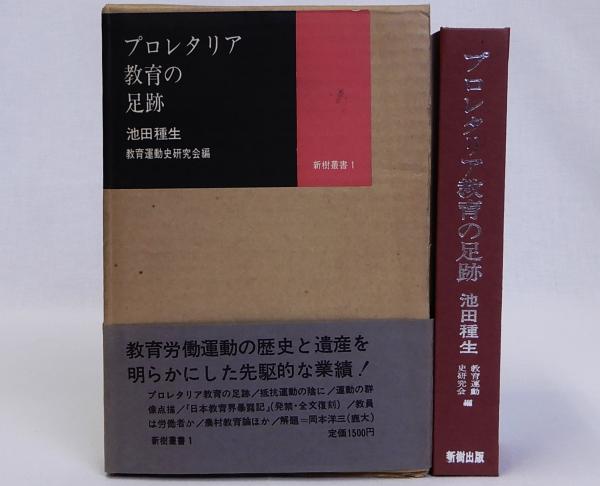 プロレタリア
教育の
足跡
池田種生
教育運動史研究会編
新樹叢書1
教育労働運動の歴史と遺産を
明らかにした先駆的な業績！
プロレタリア教育の足跡／抵抗運動の陰に／運動の群
像点描／『日本教育界暴露記』(発禁・全文復刻)／教員
は労働者か／農村教育論ほか／解題＝岡本洋三(鹿大)
新樹叢書1
定価1500円
プロレタリア教育の足跡
池田種生
教育運動
史研究会
編
新樹出版